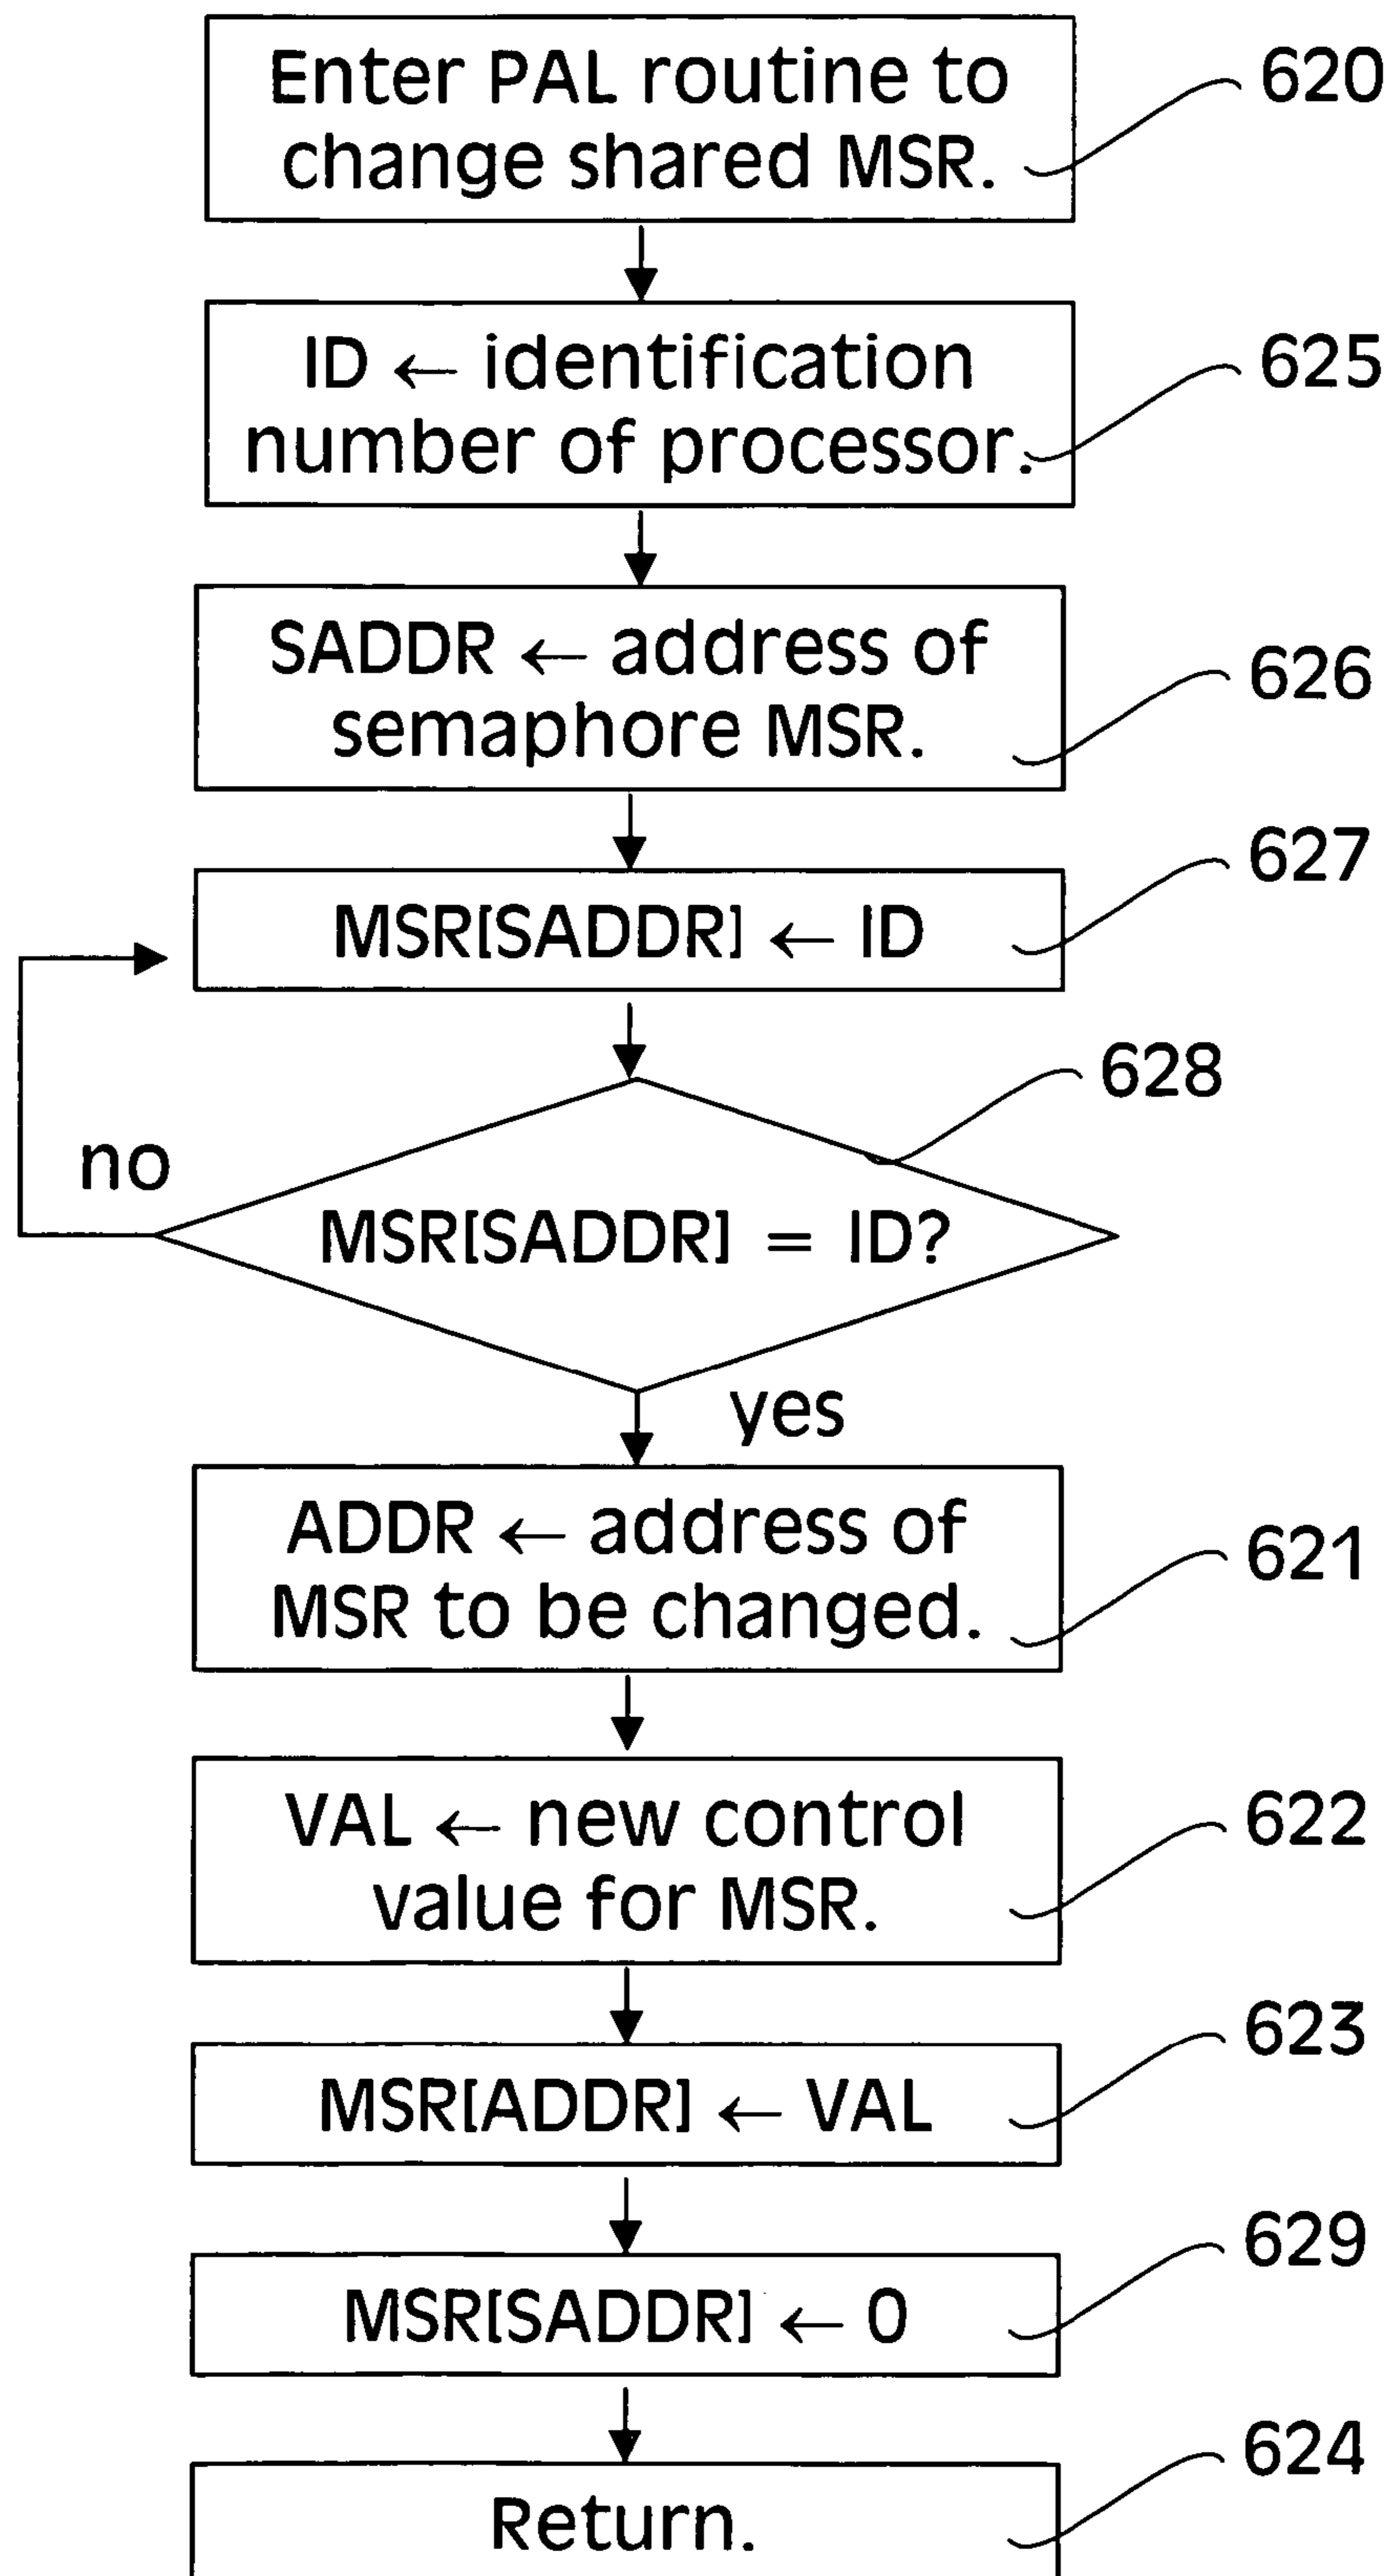 Enter PAL routine to
change shared MSR.
620
ID ← identification
number of processor.
625
SADDR ← address of
semaphore MSR.
626
627
MSR[SADDR] ← ID
628
no
MSR[SADDR] = ID?
yes
ADDR ← address of
MSR to be changed.
621
VAL ← new control
value for MSR.
622
623
MSR[ADDR] ← VAL
629
MSR[SADDR] ← 0
624
Return.